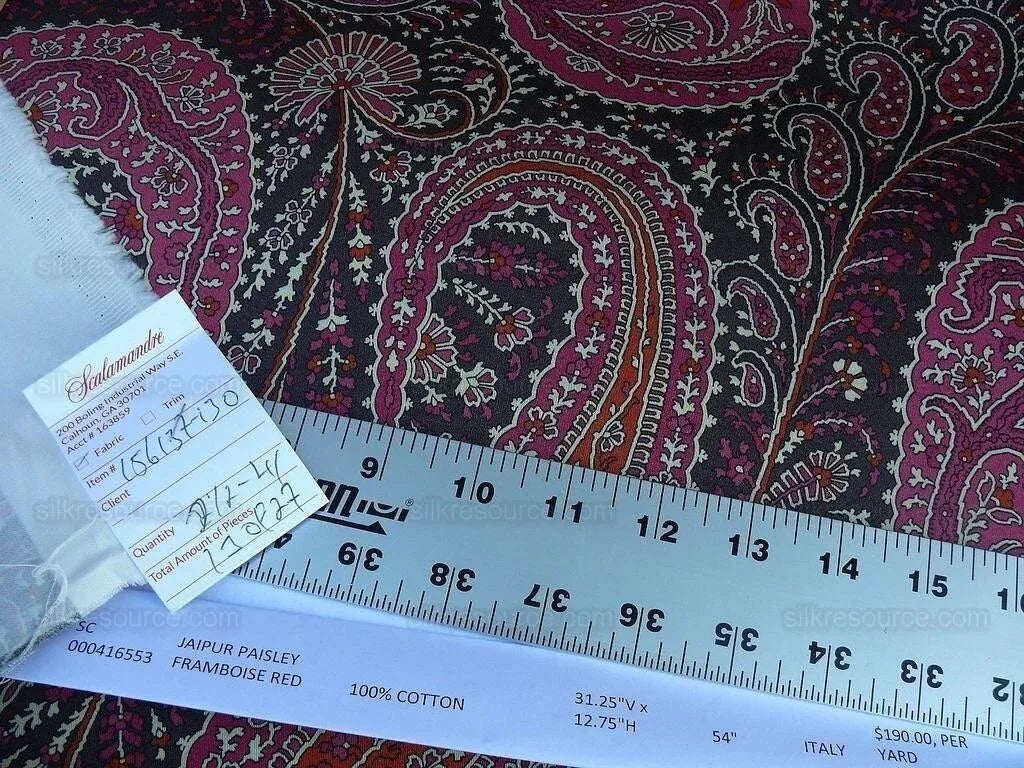 Scalamandré
200 Boling Industrial Way S.E.
Calhoun, GA 30701
Acct # 163859
Fabric Trim
Item#
Client
Quantity
Total Amount of Pieces
9 10 11 12 13 14 15
39 38 37 36 35 34 33
SC
000416553
JAIPUR PAISLEY
FRAMBOISE RED
100% COTTON
31.25"V x
12.75"H
54"
ITALY
$190.00, PER
YARD
silkresource.com